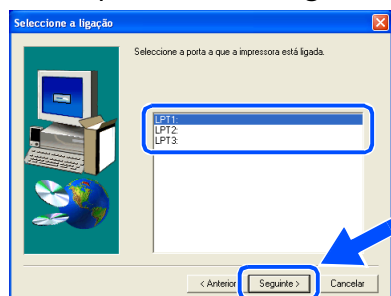 Seleccione a ligação
Seleccione a porta a que a impressora está ligada.
LPT1:
LPT2:
LPT3:
< Anterior
Seguinte >
Cancelar